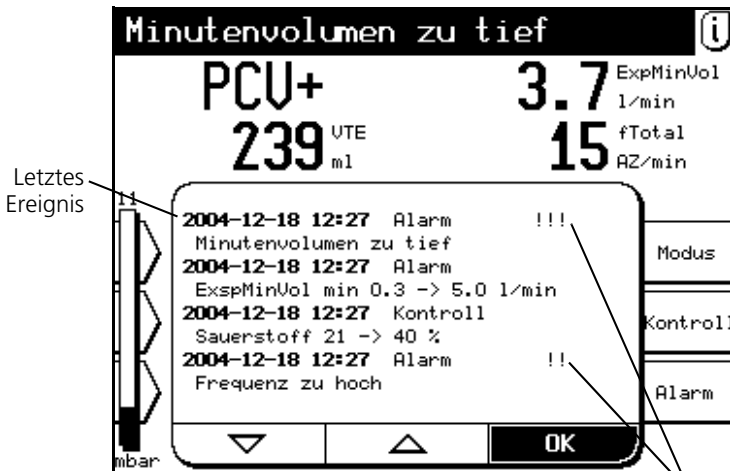 Minutenvolumen zu tief i
PCV+ 3.7 ExpMinVol l/min
239 VTE ml 15 fTotal AZ/min
Letztes Ereignis
11
2004-12-18 12:27 Alarm !!!
Minutenvolumen zu tief
2004-12-18 12:27 Alarm
ExspMinVol min 0.3 -> 5.0 l/min
2004-12-18 12:27 Kontroll
Sauerstoff 21 -> 40 %
2004-12-18 12:27 Alarm !!
Frequenz zu hoch
Modus
Kontroll
Alarm
OK
mbar